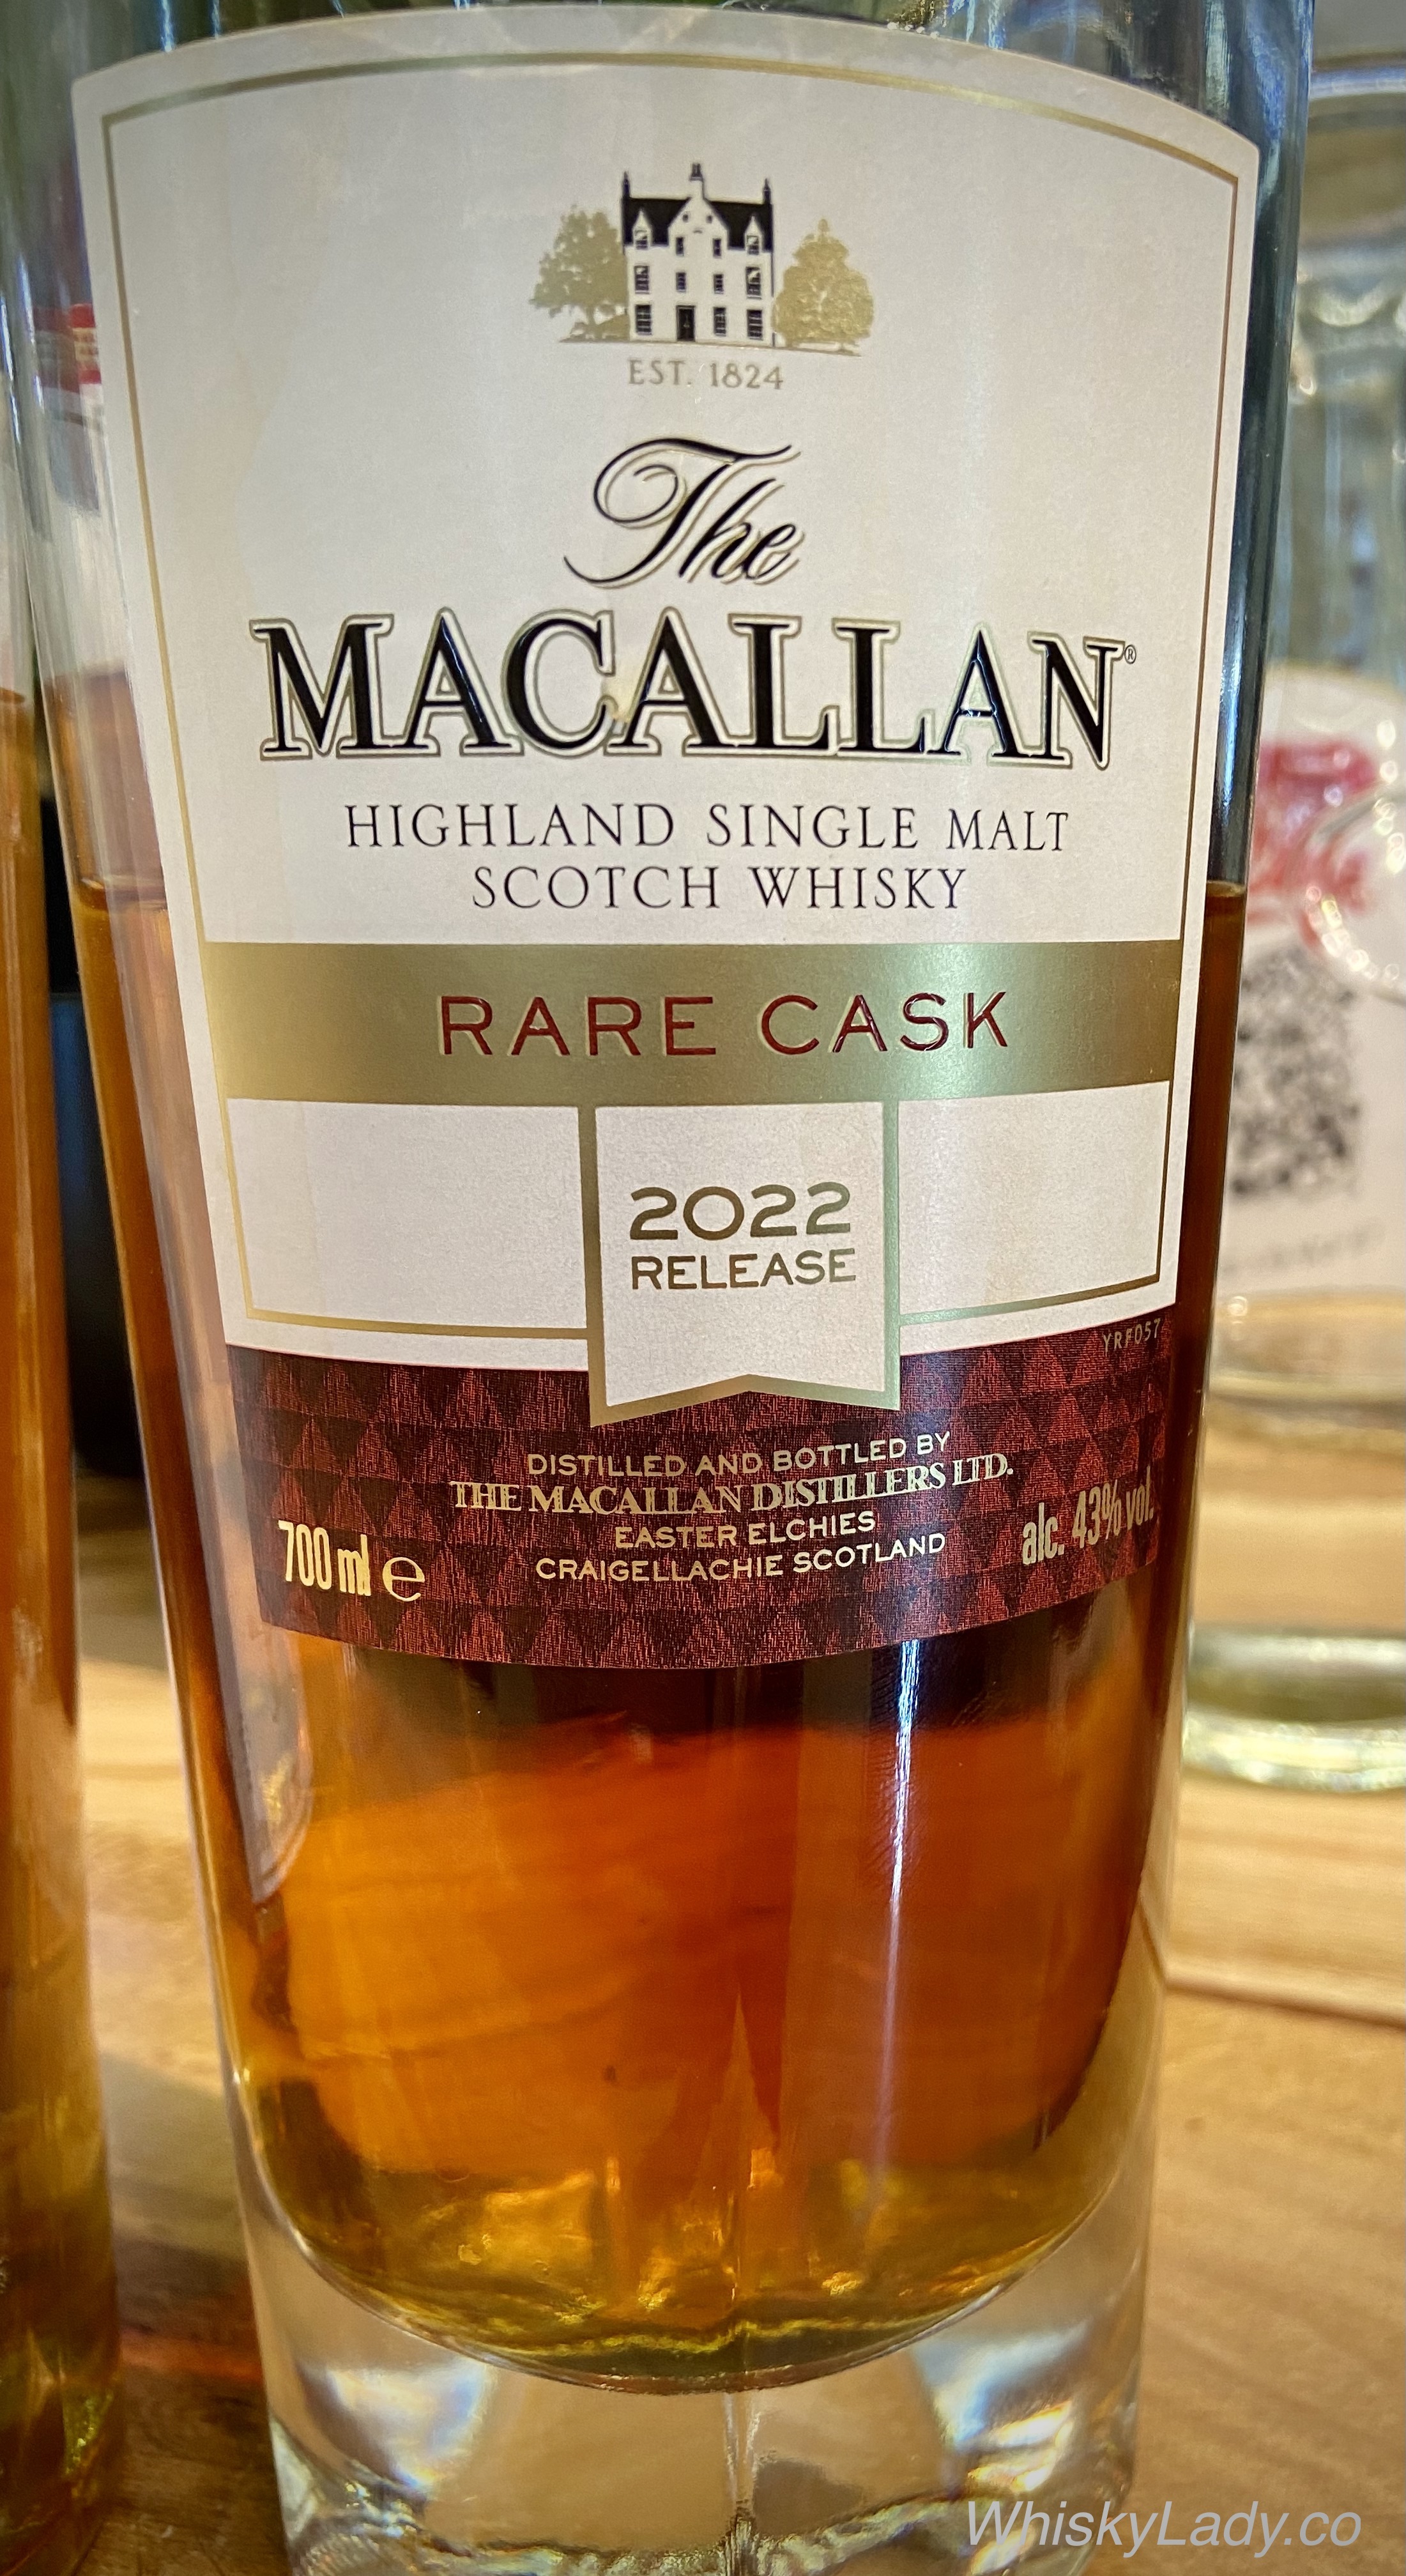 EST. 1824
The
MACALLAN®
HIGHLAND SINGLE MALT
SCOTCH WHISKY
RARE CASK
2022
RELEASE
YRF057
DISTILLED AND BOTTLED BY
THE MACALLAN DISTILLERS LTD.
EASTER ELCHIES
CRAIGELLACHIE SCOTLAND
700 ml e
alc. 43% vol.
WhiskyLady.co